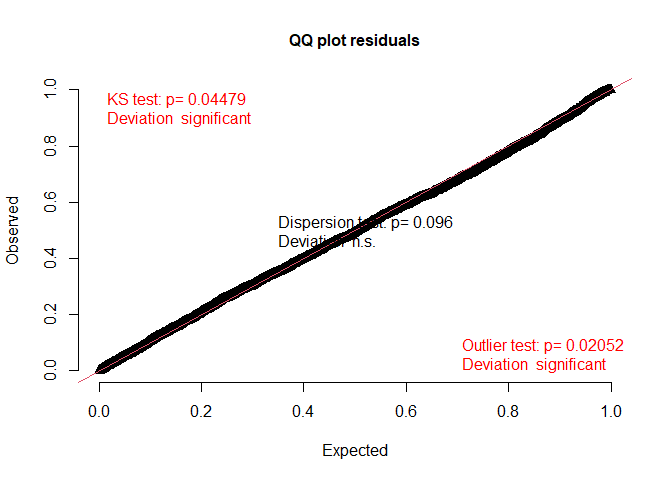 QQ plot residuals
KS test: p= 0.04479
Deviation significant
Dispersion test: p= 0.096
Deviation n.s.
Outlier test: p= 0.02052
Deviation significant
Observed
0.0
0.2
0.4
0.6
0.8
1.0
0.0 0.2 0.4 0.6 0.8 1.0
Expected